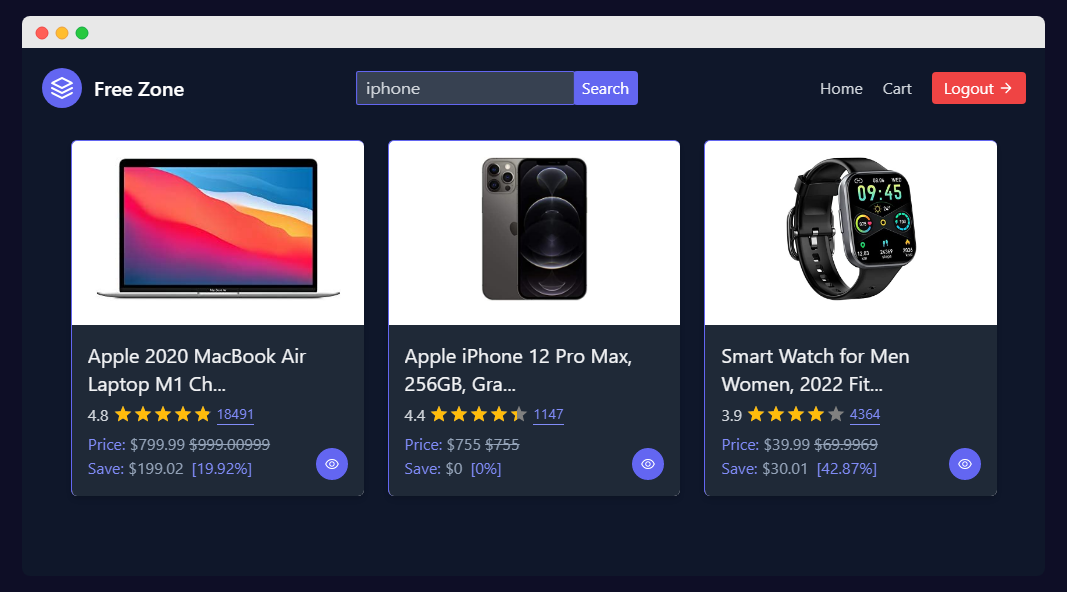 Free Zone
iphone
Search
Home
Cart
Logout →
09:45
Apple 2020 MacBook Air
Laptop M1 Ch...
4.8
18491
Price: $799.99 $999.00999
Save: $199.02 [19.92%]
Apple iPhone 12 Pro Max,
256GB, Gra...
4.4
1147
Price: $755 $755
Save: $0 [0%]
Smart Watch for Men
Women, 2022 Fit...
3.9
4364
Price: $39.99 $69.9969
Save: $30.01 [42.87%]